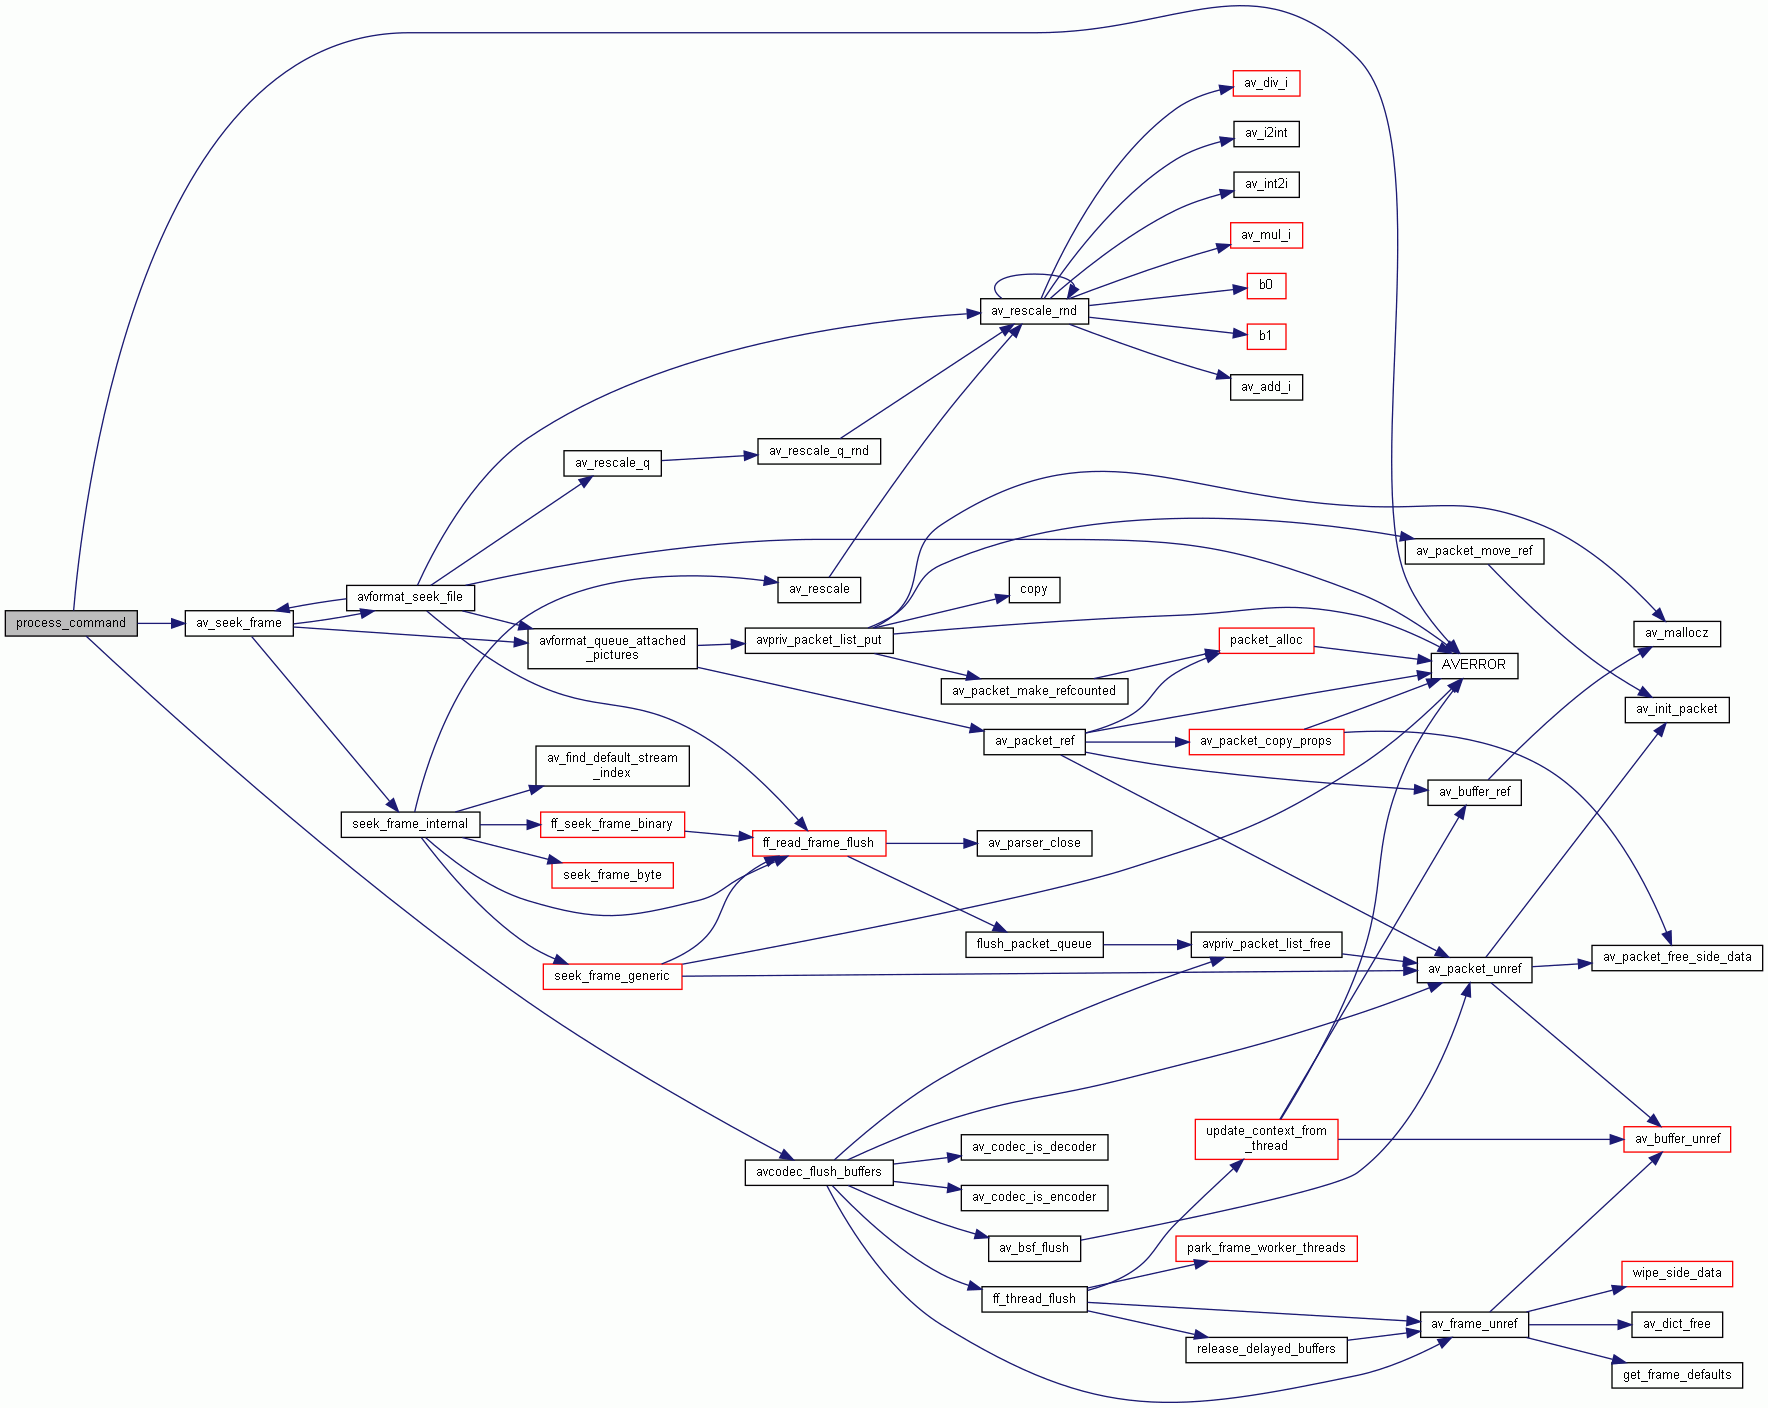 process_command
av_seek_frame
avformat_seek_file
avformat_queue_attached
_pictures
seek_frame_internal
av_rescale_q
av_find_default_stream
_index
ff_seek_frame_binary
seek_frame_byte
seek_frame_generic
av_rescale_q_rnd
av_rescale
avpriv_packet_list_put
ff_read_frame_flush
avcodec_flush_buffers
av_rescale_rnd
copy
av_packet_make_refcounted
av_packet_ref
av_parser_close
flush_packet_queue
av_codec_is_decoder
av_codec_is_encoder
av_bsf_flush
ff_thread_flush
av_div_i
av_i2int
av_int2i
av_mul_i
b0
b1
av_add_i
packet_alloc
av_packet_copy_props
avpriv_packet_list_free
update_context_from
_thread
park_frame_worker_threads
release_delayed_buffers
av_packet_move_ref
AVERROR
av_buffer_ref
av_packet_unref
av_frame_unref
av_mallocz
av_init_packet
av_packet_free_side_data
av_buffer_unref
wipe_side_data
av_dict_free
get_frame_defaults